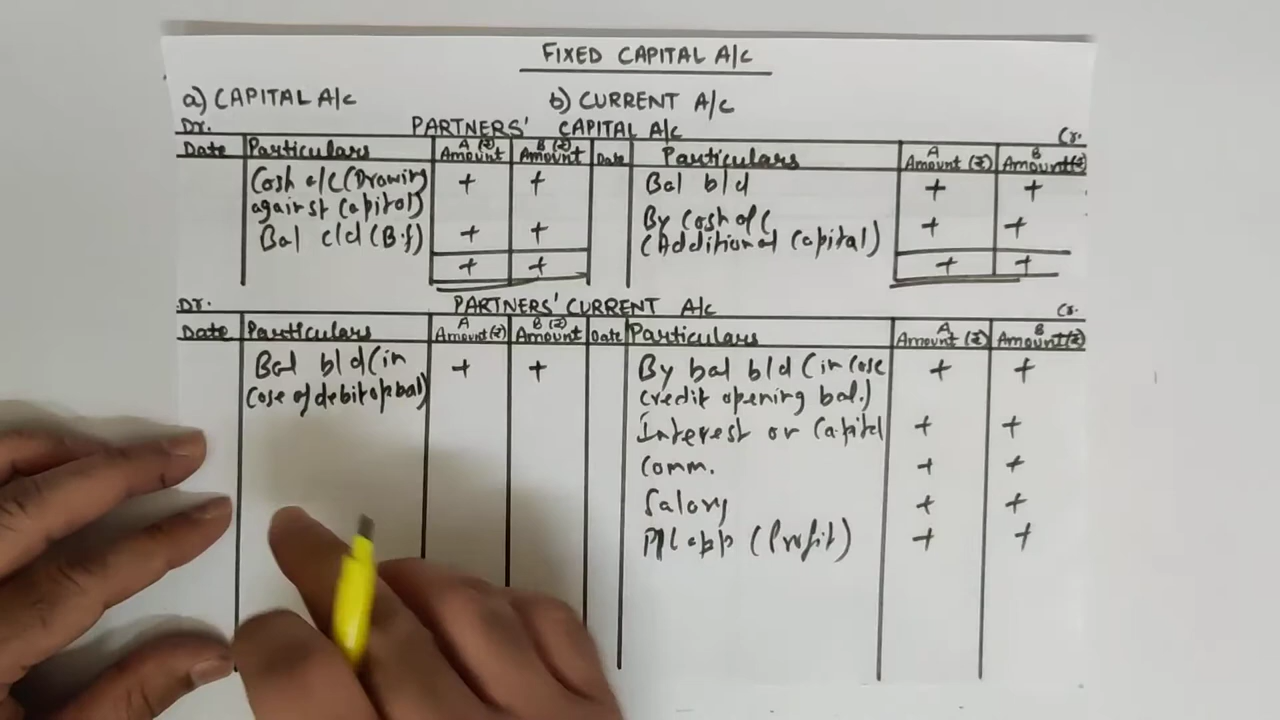 FIXED CAPITAL A/c
a) CAPITAL A/c b) CURRENT A/c
Dr. PARTNERS' CAPITAL A/c Cr.
Date Particulars A (₹) Amount B (₹) Amount Date Particulars A Amount (₹) B Amount (₹)
Cash a/c (Drawing + + Bal b/d + +
against Capital) By Cash a/c + +
Bal c/d (B.f) + + (Additional Capital)
+ + + +
Dr. PARTNERS' CURRENT A/c Cr.
Date Particulars A Amount (₹) B (₹) Amount Date Particulars A Amount (₹) B Amount (₹)
Bal b/d (in + + By bal b/d (in case + +
case of debit op bal) credit opening bal.)
Interest on Capital + +
Comm. + +
Salary + +
P/L app (Profit) + +